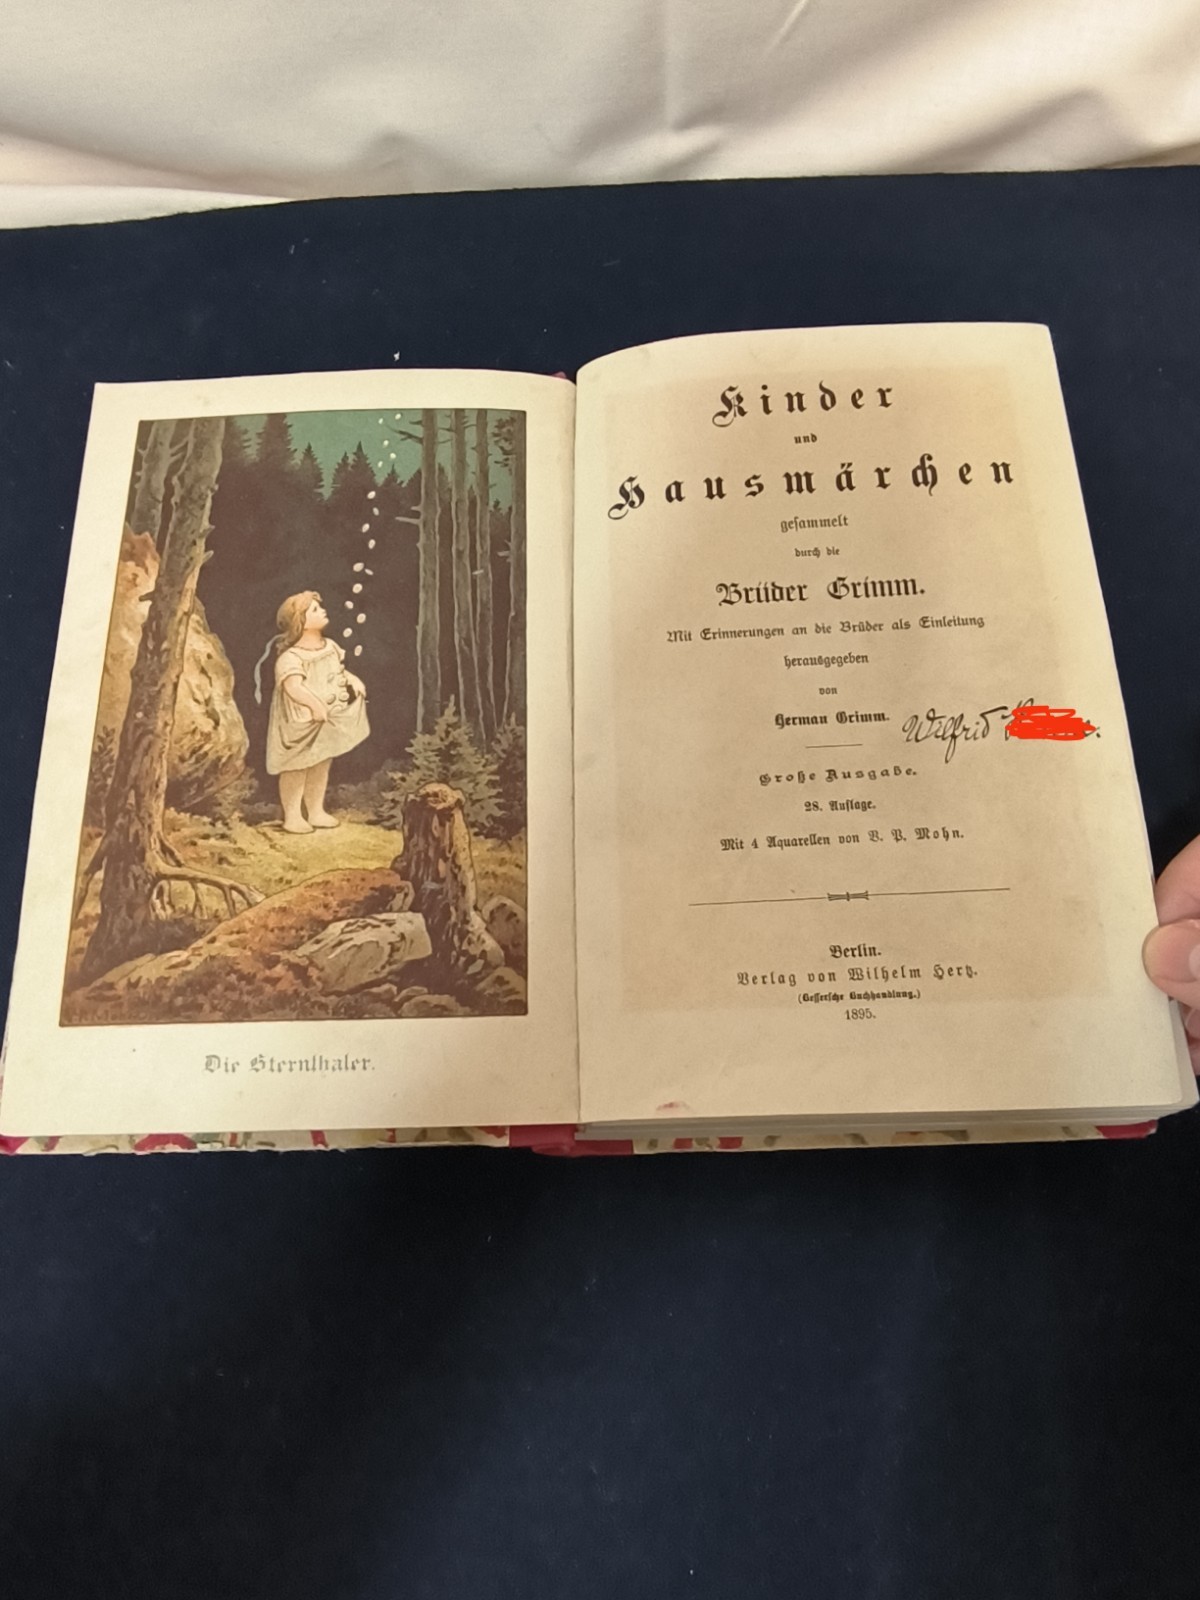 Die Sternthaler.
Kinder
und
Hausmärchen
gesammelt
durch die
Brüder Grimm.
Mit Erinnerungen an die Brüder als Einleitung
herausgegeben
von
Herman Grimm.
Wilfrid
Große Ausgabe.
28. Auflage.
Mit 4 Aquarellen von V. P. Mohn.
Berlin.
Verlag von Wilhelm Hertz.
(Bessersche Buchhandlung.)
1895.